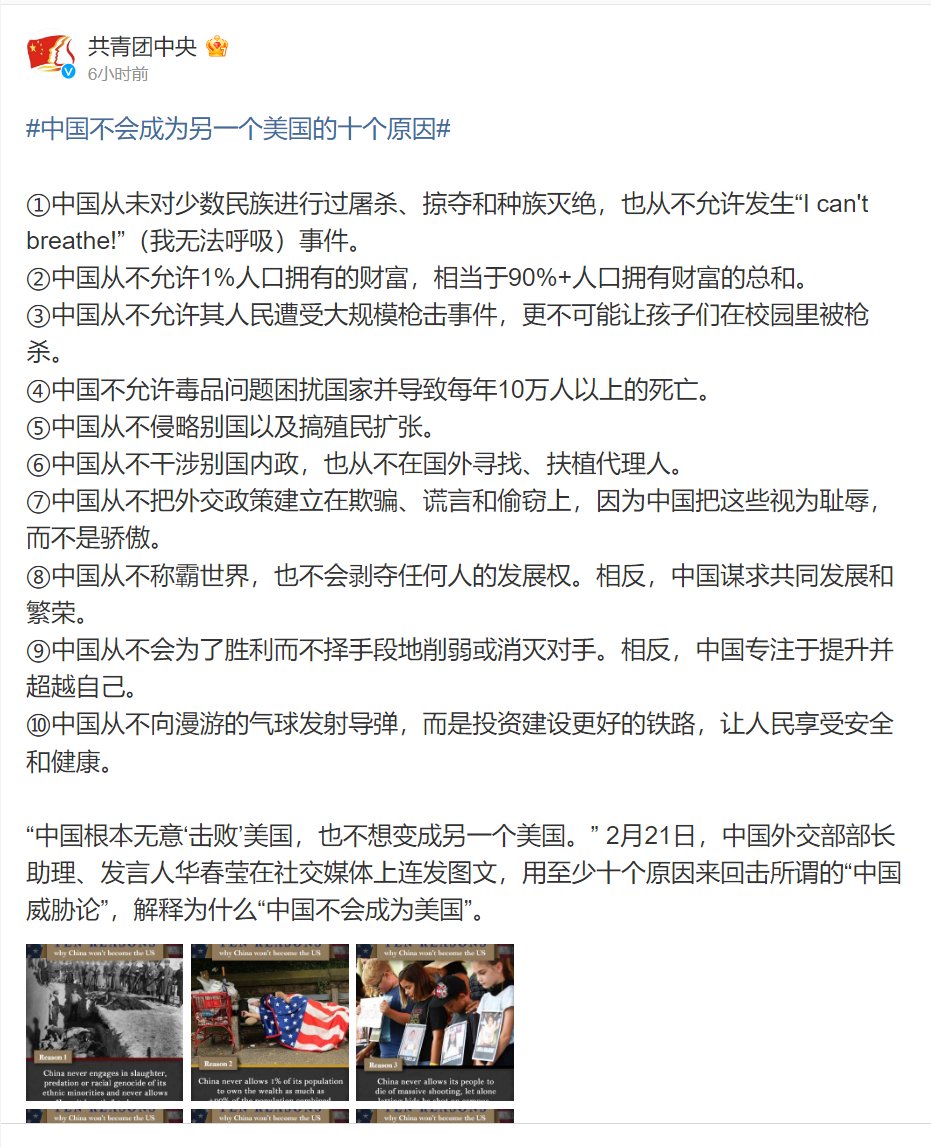 共青团中央
6小时前
#中国不会成为另一个美国的十个原因#
①中国从未对少数民族进行过屠杀、掠夺和种族灭绝，也从不允许发生“I can't
breathe!”（我无法呼吸）事件。
②中国从不允许1%人口拥有的财富，相当于90%+人口拥有财富的总和。
③中国从不允许其人民遭受大规模枪击事件，更不可能让孩子们在校园里被枪
杀。
④中国不允许毒品问题困扰国家并导致每年10万人以上的死亡。
⑤中国从不侵略别国以及搞殖民扩张。
⑥中国从不干涉别国内政，也从不在国外寻找、扶植代理人。
⑦中国从不把外交政策建立在欺骗、谎言和偷窃上，因为中国把这些视为耻辱，
而不是骄傲。
⑧中国从不称霸世界，也不会剥夺任何人的发展权。相反，中国谋求共同发展和
繁荣。
⑨中国从不会为了胜利而不择手段地削弱或消灭对手。相反，中国专注于提升并
超越自己。
⑩中国从不向漫游的气球发射导弹，而是投资建设更好的铁路，让人民享受安全
和健康。
“中国根本无意‘击败’美国，也不想变成另一个美国。” 2月21日，中国外交部部长
助理、发言人华春莹在社交媒体上连发图文，用至少十个原因来回击所谓的“中国
威胁论”，解释为什么“中国不会成为美国”。
TEN REASONS
why China won't become the US
Reason 1
China never engages in slaughter,
predation or racial genocide of its
ethnic minorities and never allows
TEN REASONS
why China won't become the US
Reason 2
China never allows 1% of its population
to own the wealth as much as
TEN REASONS
why China won't become the US
Reason 3
China never allows its people to
die of massive shooting, let alone
TEN REASONS
why China won't become the US
TEN REASONS
why China won't become the US
TEN REASONS
why China won't become the US